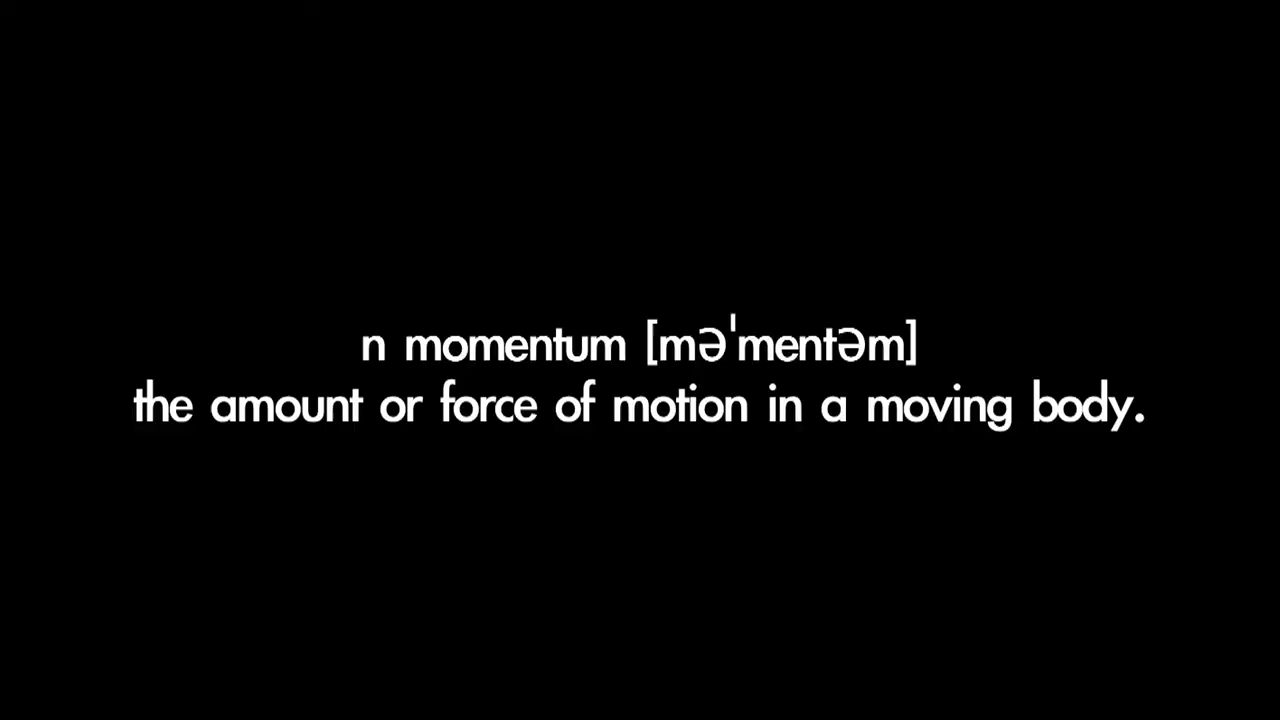 n momentum [məˈmentəm]
the amount or force of motion in a moving body.